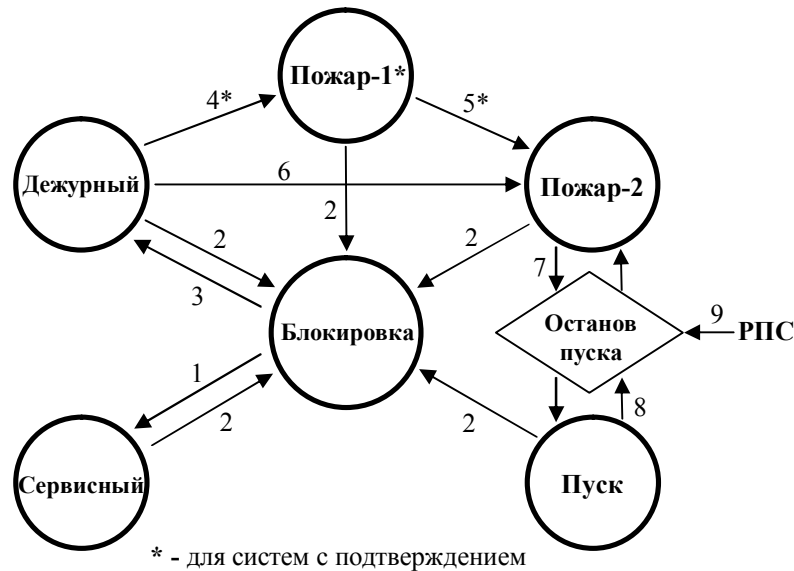 Пожар-1*
4*
5*
Дежурный
6
Пожар-2
2
2
2
7
3
Блокировка
Останов
пуска
9
РПС
1
2
2
8
Сервисный
Пуск
* - для систем с подтверждением